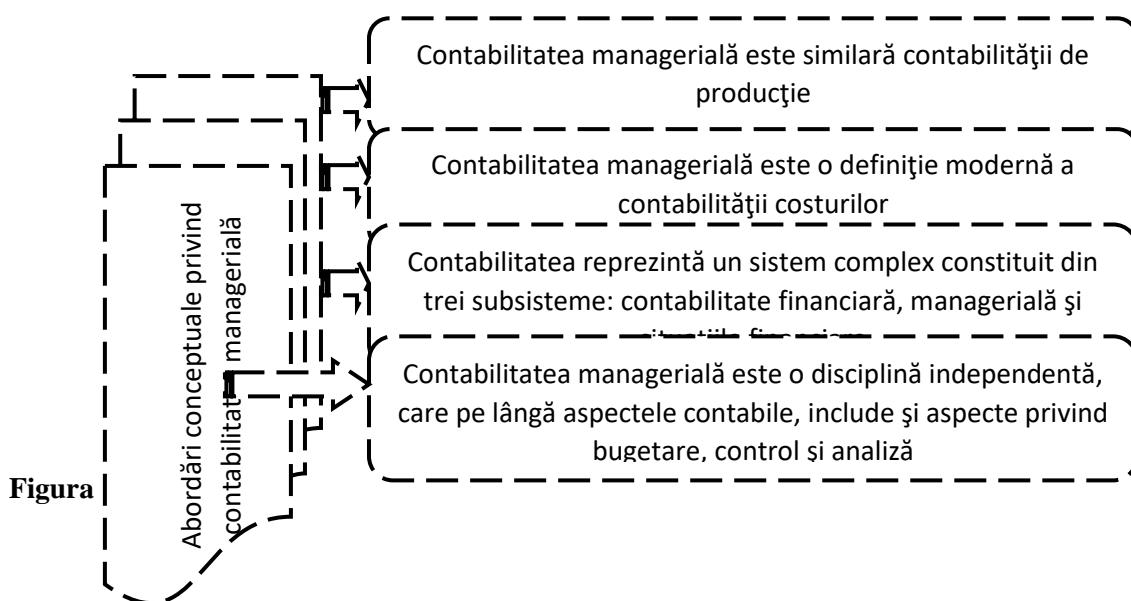 Contabilitatea managerială este similară contabilităţii de
producţie
Contabilitatea managerială este o definiţie modernă a
contabilităţii costurilor
Contabilitatea reprezintă un sistem complex constituit din
trei subsisteme: contabilitate financiară, managerială şi
Contabilitatea managerială este o disciplină independentă,
care pe lângă aspectele contabile, include şi aspecte privind
bugetare, control şi analiză
Abordări conceptuale privind
contabilitat managerială
Figura